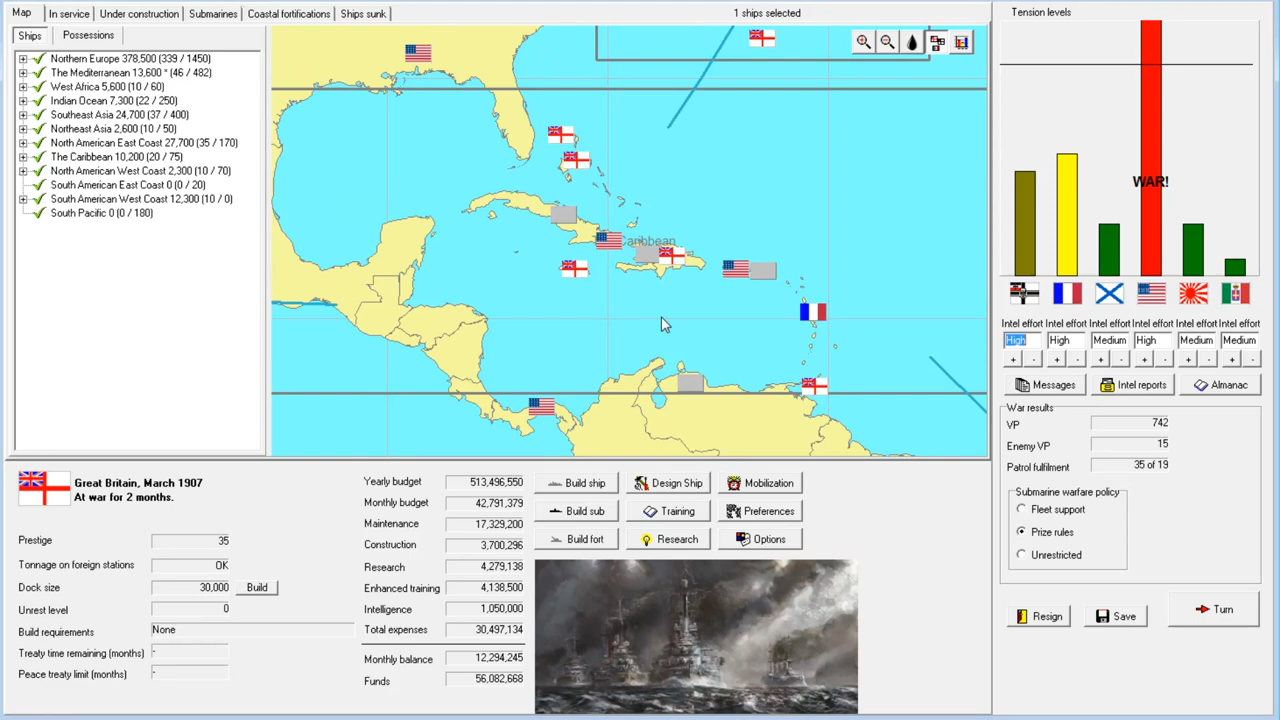 Map
In service
Under construction
Submarines
Coastal fortifications
Ships sunk
1 ships selected
Tension levels
Ships
Possessions
Northern Europe 378,500 (339 / 1450)
The Mediterranean 13,600 * (46 / 482)
West Africa 5,600 (10 / 60)
Indian Ocean 7,300 (22 / 250)
Southeast Asia 24,700 (37 / 400)
Northeast Asia 2,600 (10 / 50)
North American East Coast 27,700 (35 / 170)
The Caribbean 10,200 (20 / 75)
North American West Coast 2,300 (10 / 70)
South American East Coast 0 (0 / 20)
South American West Coast 12,300 (10 / 0)
South Pacific 0 (0 / 180)
Caribbean
WAR!
Intel effort Intel effort Intel effort Intel effort Intel effort Intel effort
High High Medium High Medium Medium
+ - + - + - + - + - + -
Messages
Intel reports
Almanac
War results
VP 742
Enemy VP 15
Patrol fulfilment 35 of 19
Submarine warfare policy
Fleet support
Prize rules
Unrestricted
Resign
Save
Turn
Great Britain, March 1907
At war for 2 months.
Prestige 35
Tonnage on foreign stations OK
Dock size 30,000 Build
Unrest level 0
Build requirements None
Treaty time remaining (months) -
Peace treaty limit (months) -
Yearly budget 513,496,550
Monthly budget 42,791,379
Maintenance 17,329,200
Construction 3,700,296
Research 4,279,138
Enhanced training 4,138,500
Intelligence 1,050,000
Total expenses 30,497,134
Monthly balance 12,294,245
Funds 56,082,668
Build ship
Design Ship
Mobilization
Build sub
Training
Preferences
Build fort
Research
Options